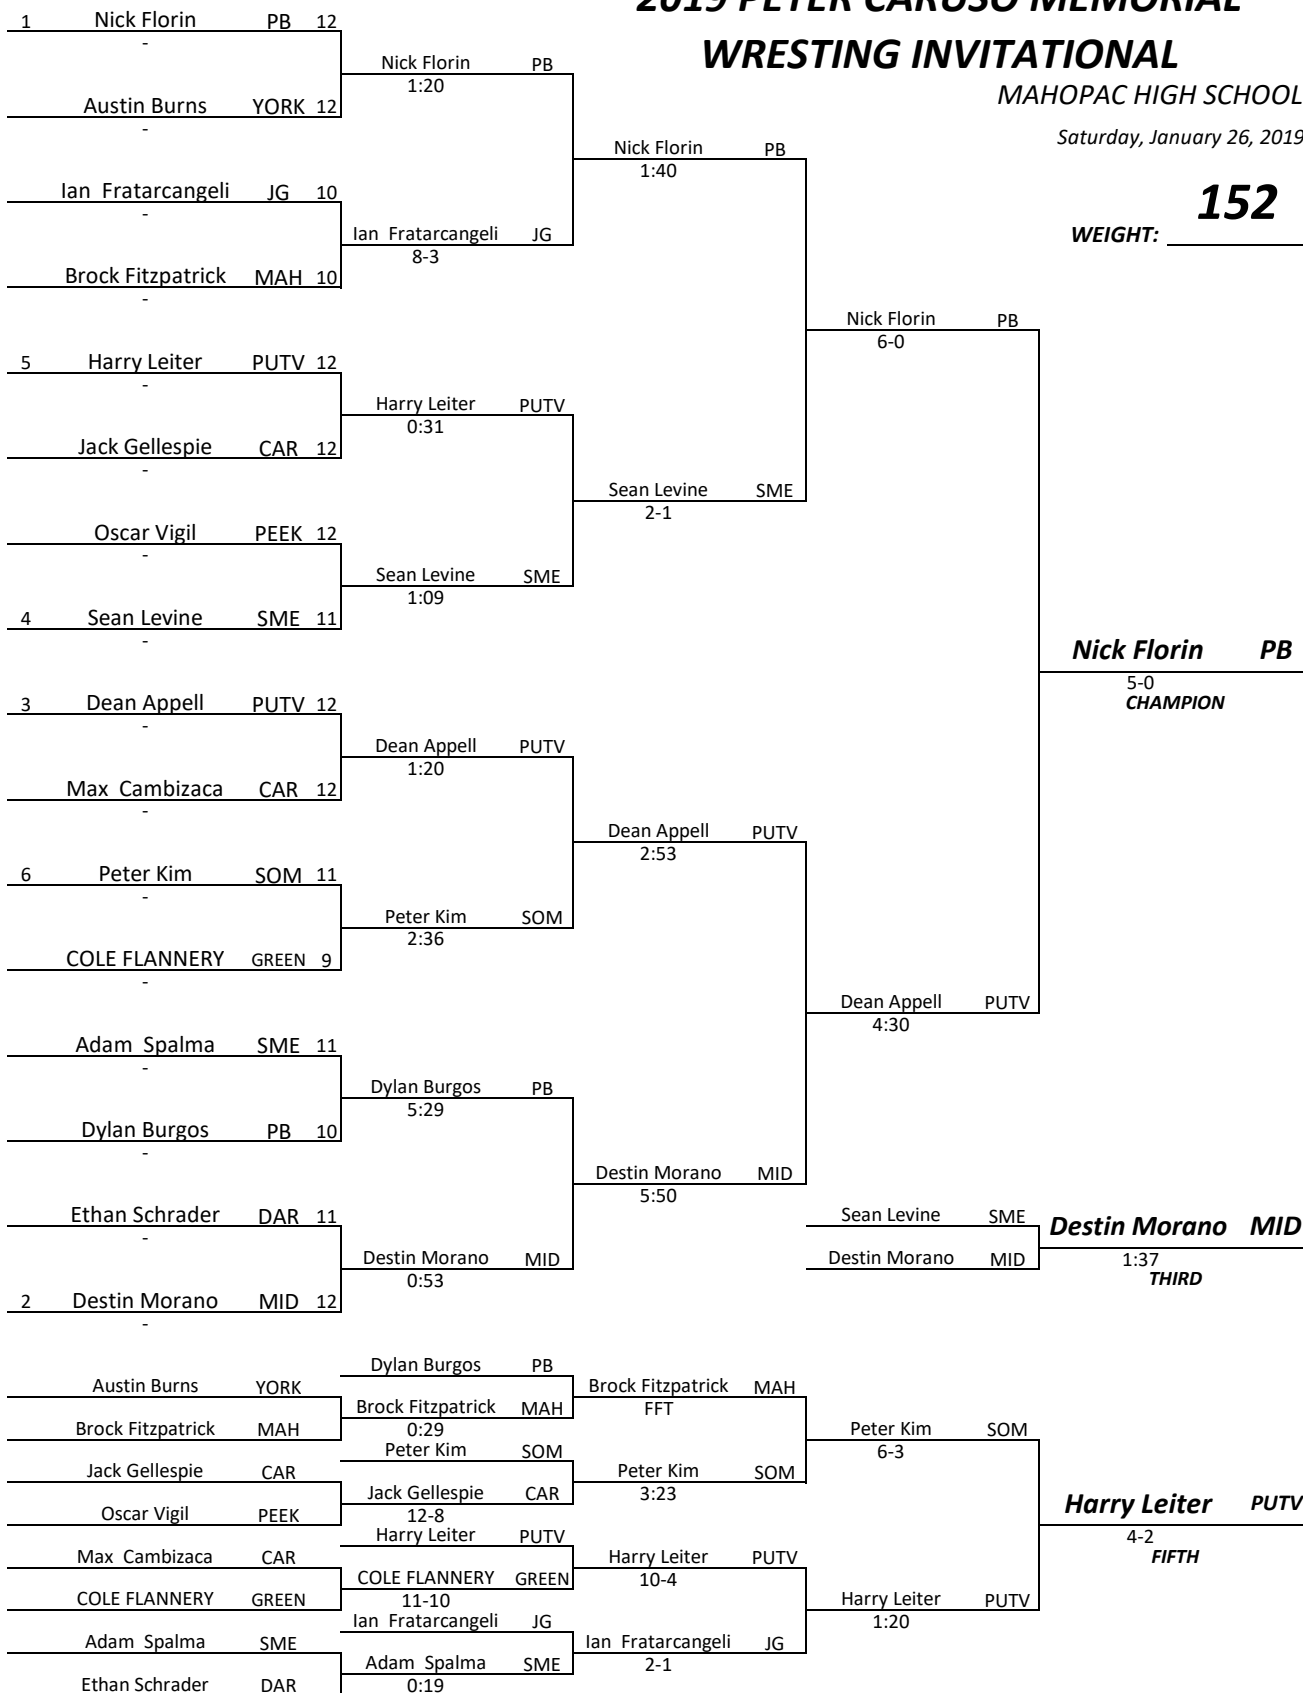 2019 PETER CARUSO MEMORIAL
WRESTING INVITATIONAL
MAHOPAC HIGH SCHOOL
Saturday, January 26, 2019
152
WEIGHT:
1 Nick Florin PB 12
-
Austin Burns YORK 12
-
Ian Fratarcangeli JG 10
-
Brock Fitzpatrick MAH 10
-
5 Harry Leiter PUTV 12
-
Jack Gellespie CAR 12
-
Oscar Vigil PEEK 12
-
4 Sean Levine SME 11
-
3 Dean Appell PUTV 12
-
Max Cambizaca CAR 12
-
6 Peter Kim SOM 11
-
COLE FLANNERY GREEN 9
-
Adam Spalma SME 11
-
Dylan Burgos PB 10
-
Ethan Schrader DAR 11
-
2 Destin Morano MID 12
-
Nick Florin PB
1:20
Ian Fratarcangeli JG
8-3
Harry Leiter PUTV
0:31
Sean Levine SME
1:09
Dean Appell PUTV
1:20
Peter Kim SOM
2:36
Dylan Burgos PB
5:29
Destin Morano MID
0:53
Nick Florin PB
1:40
Sean Levine SME
2-1
Dean Appell PUTV
2:53
Destin Morano MID
5:50
Nick Florin PB
6-0
Dean Appell PUTV
4:30
Nick Florin PB
5-0
CHAMPION
Sean Levine SME
Destin Morano MID
Destin Morano MID
1:37
THIRD
Austin Burns YORK
Brock Fitzpatrick MAH
Jack Gellespie CAR
Oscar Vigil PEEK
Max Cambizaca CAR
COLE FLANNERY GREEN
Adam Spalma SME
Ethan Schrader DAR
Dylan Burgos PB
Brock Fitzpatrick MAH
0:29
Peter Kim SOM
Jack Gellespie CAR
12-8
Harry Leiter PUTV
COLE FLANNERY GREEN
11-10
Ian Fratarcangeli JG
Adam Spalma SME
0:19
Brock Fitzpatrick MAH
FFT
Peter Kim SOM
3:23
Harry Leiter PUTV
10-4
Ian Fratarcangeli JG
2-1
Peter Kim SOM
6-3
Harry Leiter PUTV
1:20
Harry Leiter PUTV
4-2
FIFTH